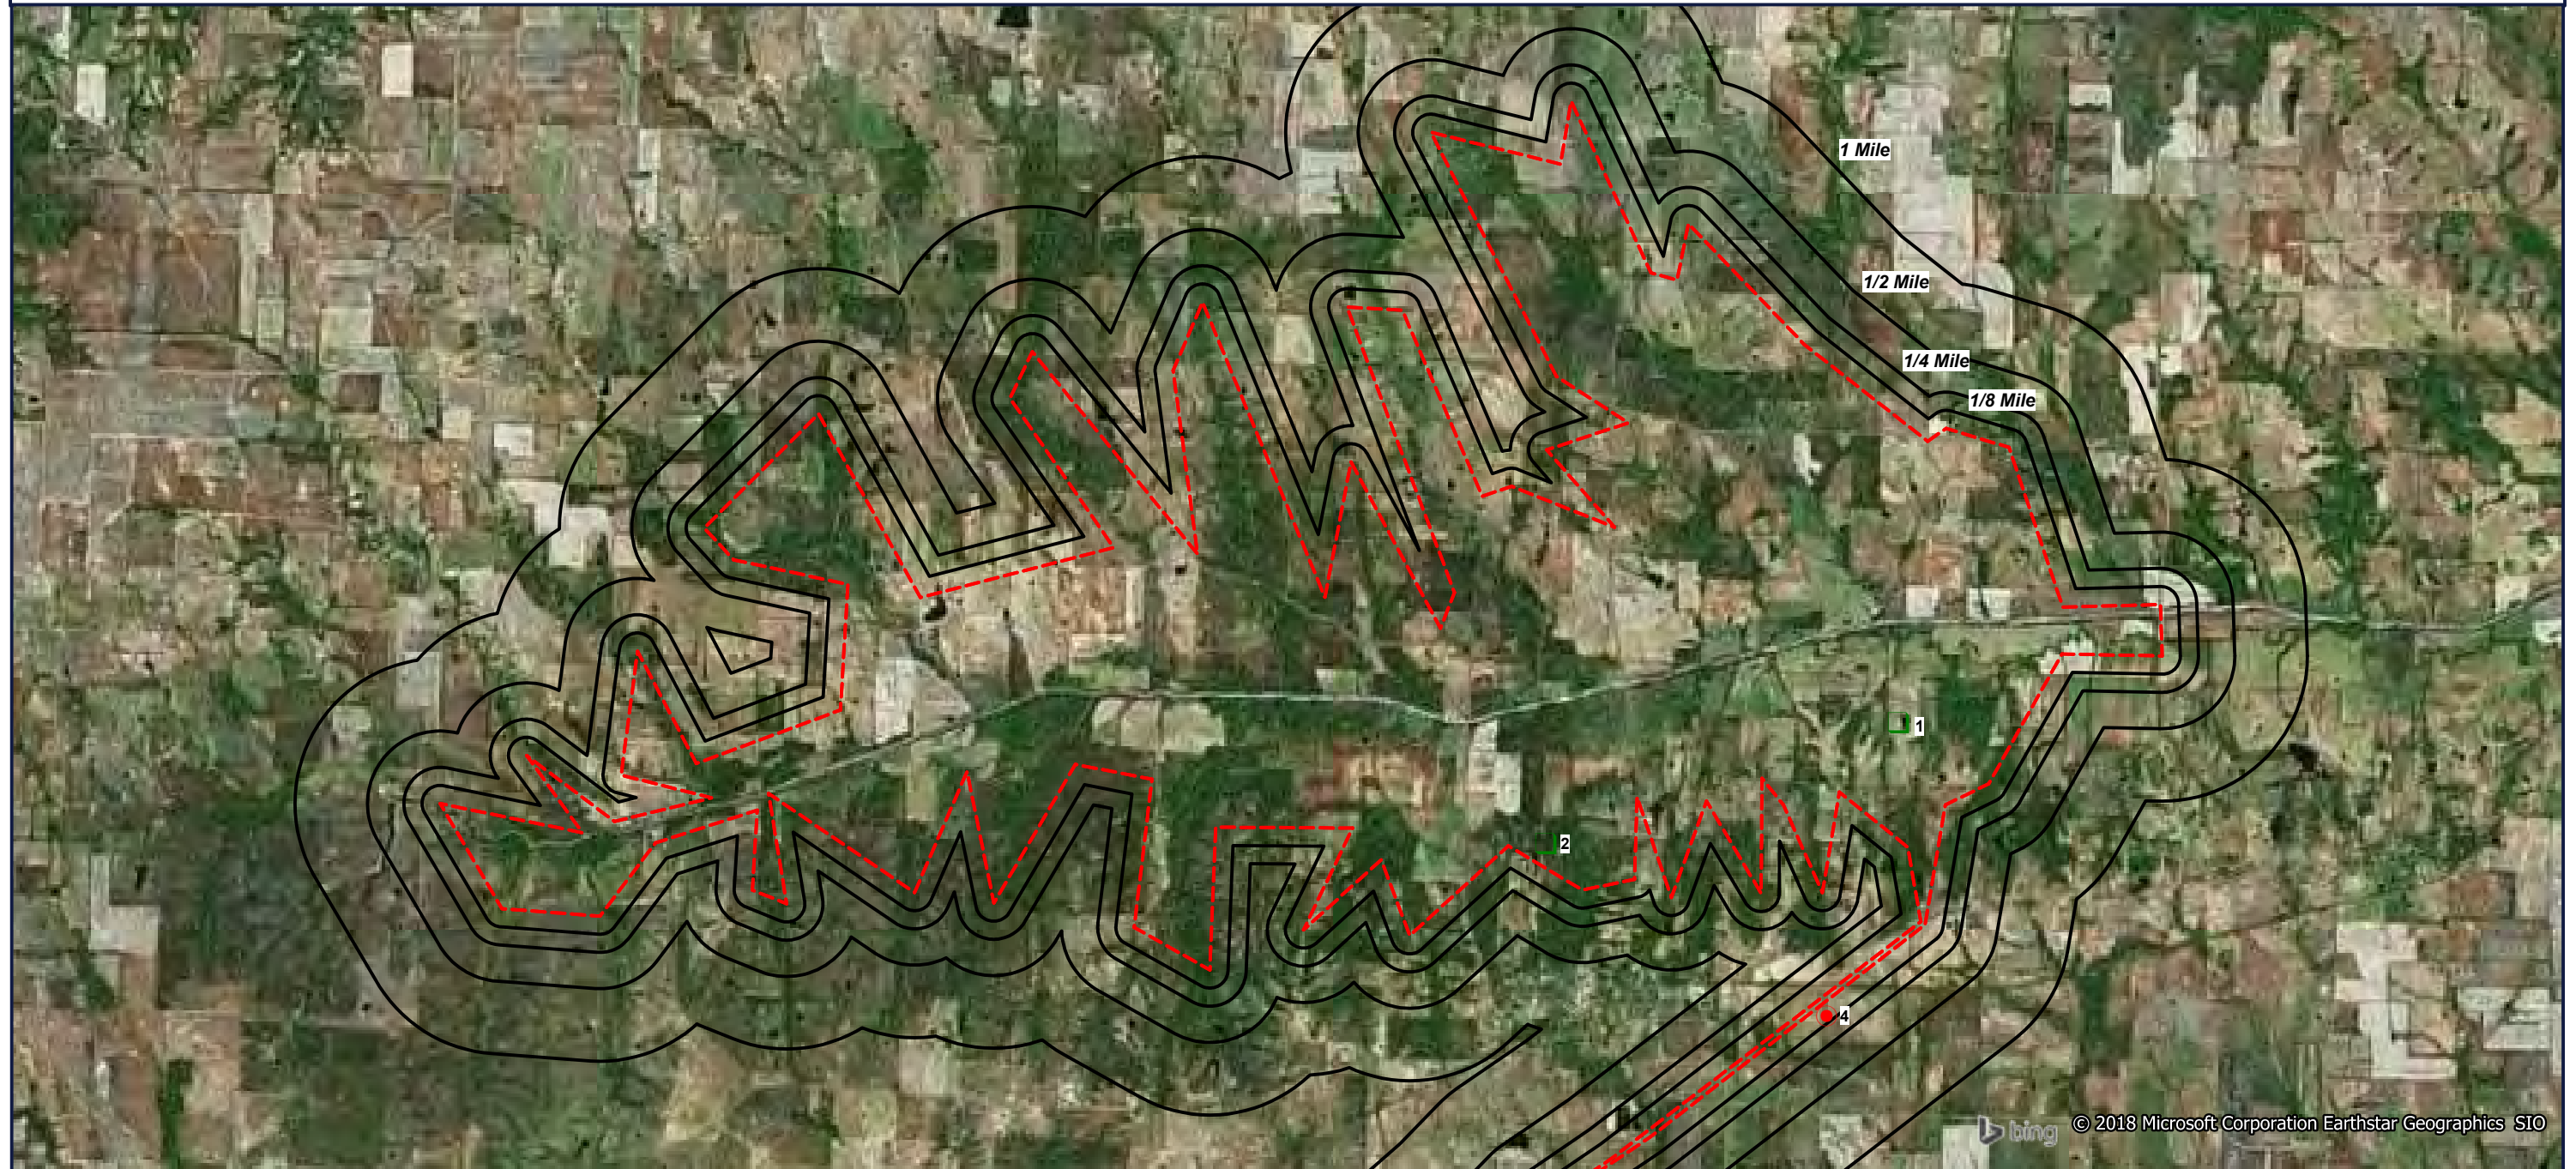 1 Mile
1/2 Mile
1/4 Mile
1/8 Mile
1
2
4
bing
© 2018 Microsoft Corporation Earthstar Geographics SIO